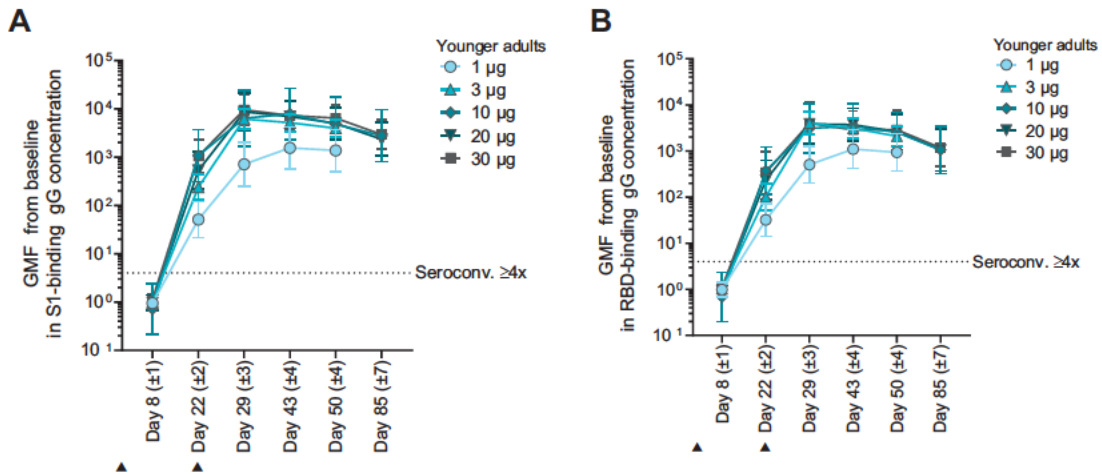 A
GMF from baseline
in S1-binding gG concentration)
10⁵
10⁴
10³
10²
10¹
10⁰
10⁻¹
Seroconv. ≥4x
Day 8 (±1)
Day 22 (±2)
Day 29 (±3)
Day 43 (±4)
Day 50 (±4)
Day 85 (±7)
Younger adults
1 µg
3 µg
10 µg
20 µg
30 µg
B
GMF from baseline
in RBD-binding gG concentration)
10⁵
10⁴
10³
10²
10¹
10⁰
10⁻¹
Seroconv. ≥4x
Day 8 (±1)
Day 22 (±2)
Day 29 (±3)
Day 43 (±4)
Day 50 (±4)
Day 85 (±7)
Younger adults
1 µg
3 µg
10 µg
20 µg
30 µg